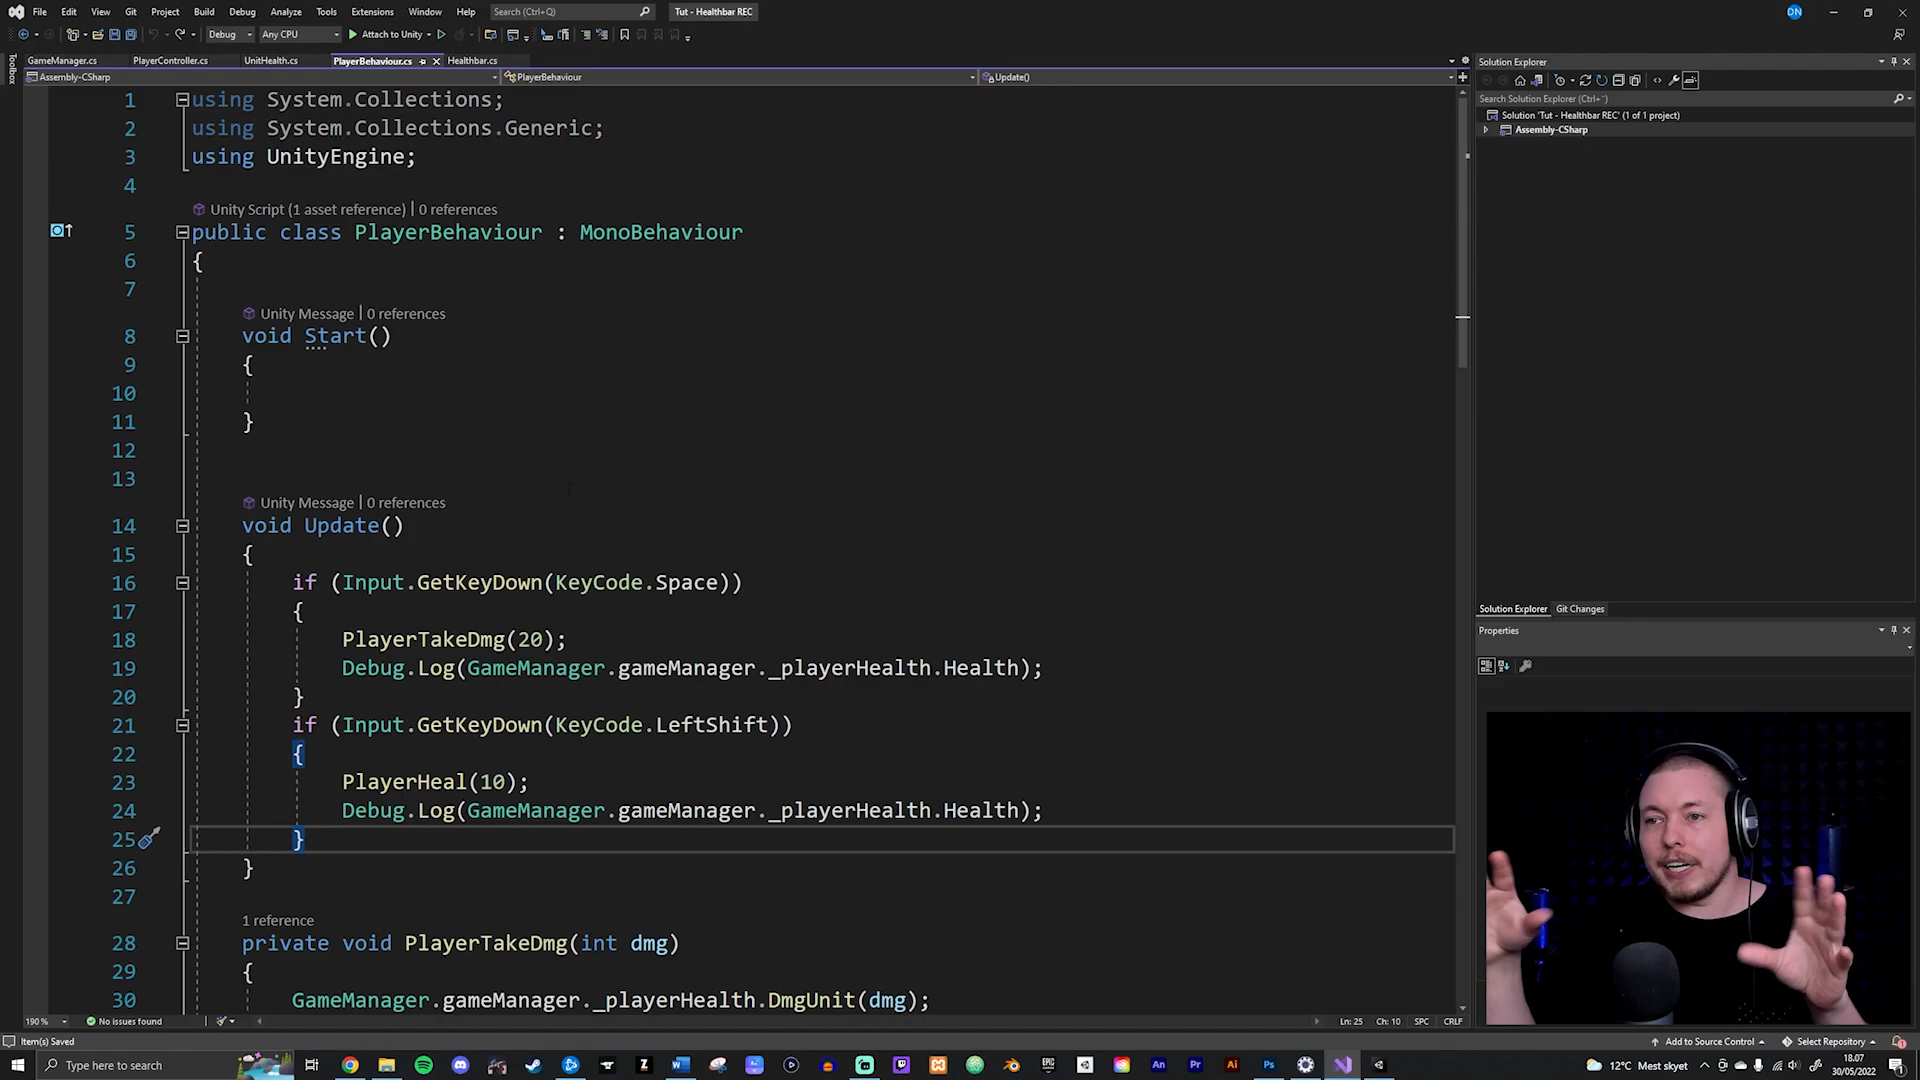 File Edit View Git Project Build Debug Analyze Tools Extensions Window Help Search (Ctrl+Q) Tut - Healthbar REC DN
Debug Any CPU Attach to Unity
GameManager.cs PlayerController.cs UnitHealth.cs PlayerBehaviour.cs Healthbar.cs
Assembly-CSharp PlayerBehaviour Update()
Toolbox
1 using System.Collections;
2 using System.Collections.Generic;
3 using UnityEngine;
4
Unity Script (1 asset reference) | 0 references
5 public class PlayerBehaviour : MonoBehaviour
6 {
7
Unity Message | 0 references
8 void Start()
9 {
10
11 }
12
13
Unity Message | 0 references
14 void Update()
15 {
16 if (Input.GetKeyDown(KeyCode.Space))
17 {
18 PlayerTakeDmg(20);
19 Debug.Log(GameManager.gameManager._playerHealth.Health);
20 }
21 if (Input.GetKeyDown(KeyCode.LeftShift))
22 {
23 PlayerHeal(10);
24 Debug.Log(GameManager.gameManager._playerHealth.Health);
25 }
26 }
27
1 reference
28 private void PlayerTakeDmg(int dmg)
29 {
30 GameManager.gameManager._playerHealth.DmgUnit(dmg);
190 % No issues found Ln: 25 Ch: 10 SPC CRLF
Solution Explorer
Search Solution Explorer (Ctrl+¨)
Solution 'Tut - Healthbar REC' (1 of 1 project)
Assembly-CSharp
Solution Explorer Git Changes
Properties
Item(s) Saved Add to Source Control Select Repository
Type here to search
12°C Mest skyet
18.07
30/05/2022